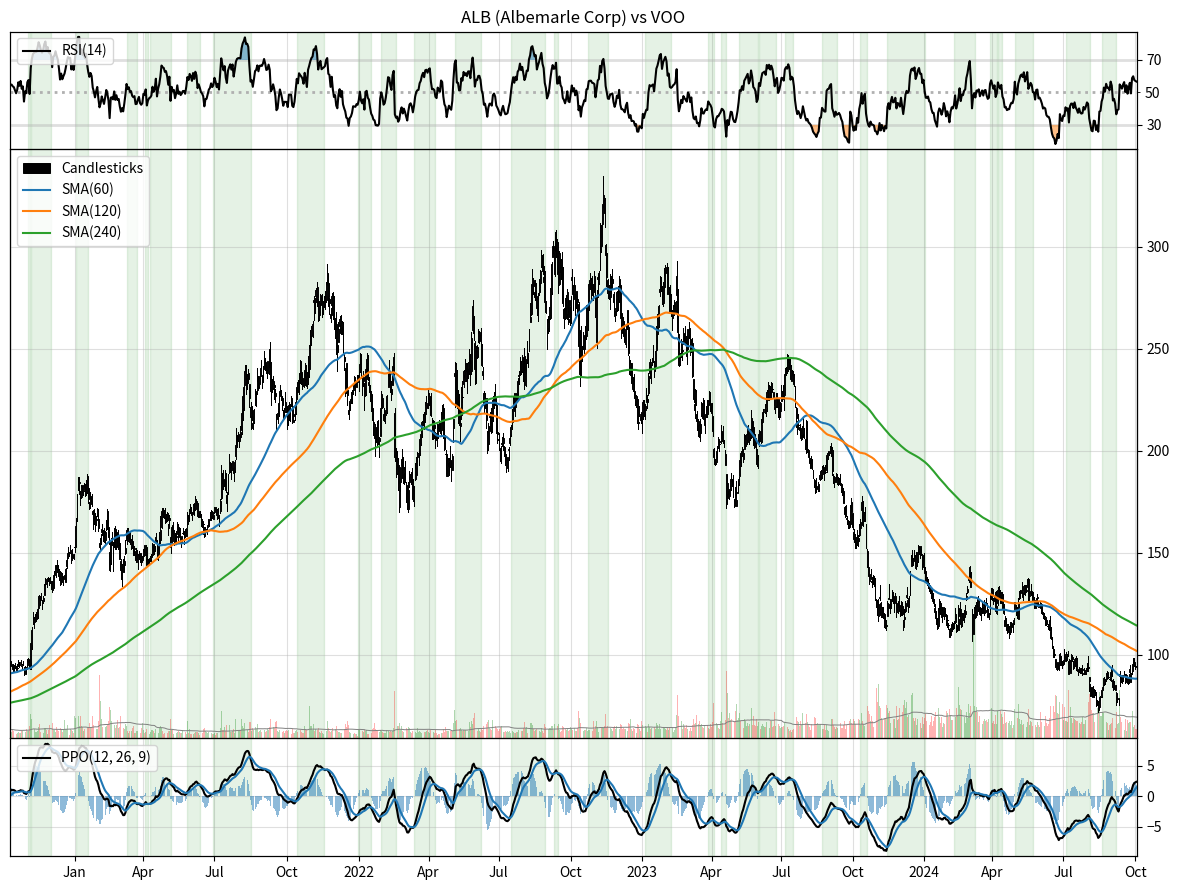 ALB (Albemarle Corp) vs VOO
RSI(14)
70
50
30
Candlesticks
SMA(60)
SMA(120)
SMA(240)
300
250
200
150
100
PPO(12, 26, 9)
5
0
−5
Jan Apr Jul Oct 2022 Apr Jul Oct 2023 Apr Jul Oct 2024 Apr Jul Oct